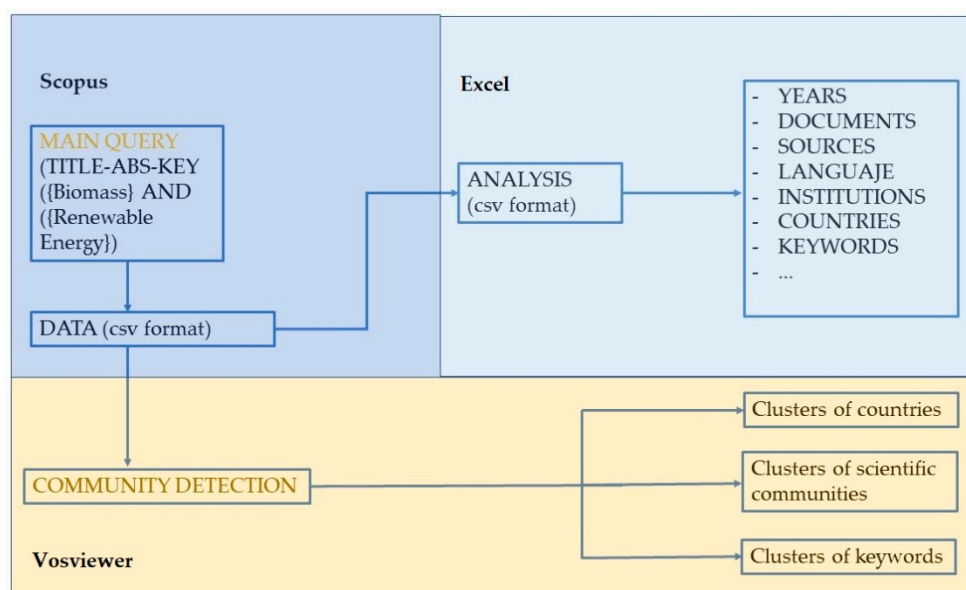 Scopus
MAIN QUERY
(TITLE-ABS-KEY
({Biomass} AND
({Renewable
Energy})
DATA (csv format)
Excel
ANALYSIS
(csv format)
- YEARS
- DOCUMENTS
- SOURCES
- LANGUAJE
- INSTITUTIONS
- COUNTRIES
- KEYWORDS
- ...
COMMUNITY DETECTION
Clusters of countries
Clusters of scientific
communities
Clusters of keywords
Vosviewer